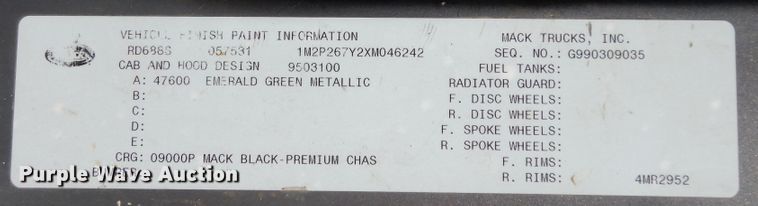 VEHICLE FINISH PAINT INFORMATION MACK TRUCKS, INC.
RD688S 057531 1M2P267Y2XM046242 SEQ. NO.: G990309035
CAB AND HOOD DESIGN 9503100 FUEL TANKS:
A: 47600 EMERALD GREEN METALLIC RADIATOR GUARD:
B: F. DISC WHEELS:
C: R. DISC WHEELS:
D: F. SPOKE WHEELS:
E: R. SPOKE WHEELS:
CRG: 09000P MACK BLACK-PREMIUM CHAS F. RIMS:
R. RIMS: 4MR2952
Purple Wave Auction